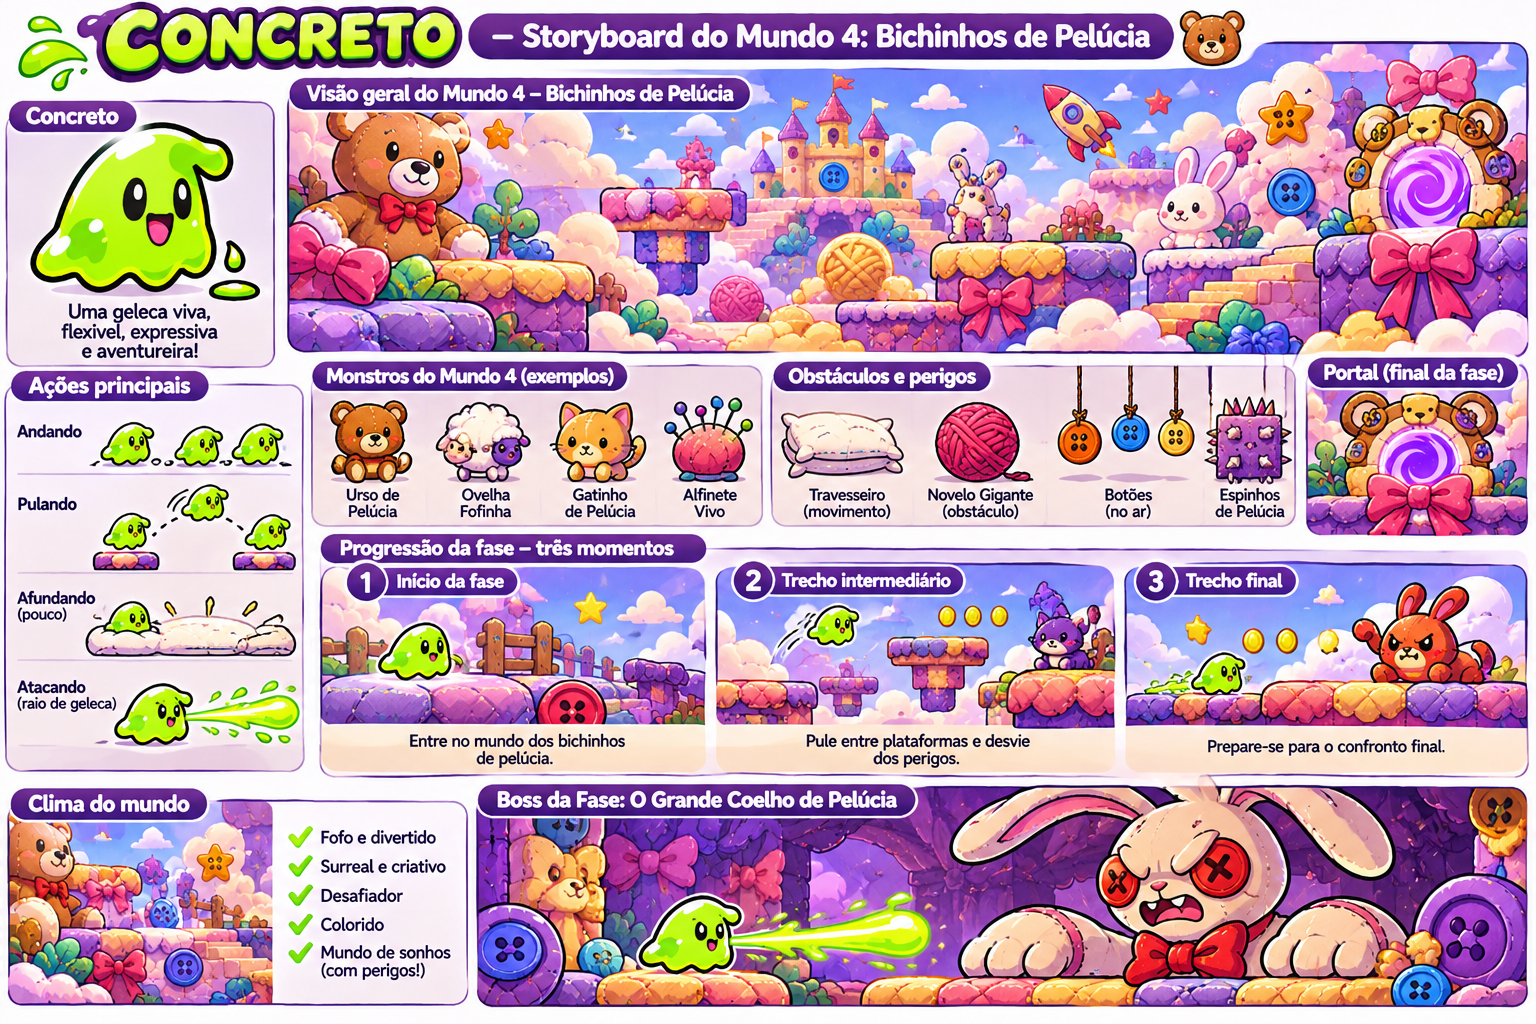 CONCRETO
– Storyboard do Mundo 4: Bichinhos de Pelúcia
Concreto
Uma geleca viva,
flexivel, expressiva
e aventureira!
Visão geral do Mundo 4 – Bichinhos de Pelúcia
Ações principais
Andando
Pulando
Afundando
(pouco)
Atacando
(raio de geleca)
Monstros do Mundo 4 (exemplos)
Urso de
Pelúcia
Ovelha
Fofinha
Gatinho
de Pelúcia
Alfinete
Vivo
Obstáculos e perigos
Travesseiro
(movimento)
Novelo Gigante
(obstáculo)
Botões
(no ar)
Espinhos
de Pelúcia
Portal (final da fase)
Progressão da fase – três momentos
1 Início da fase
Entre no mundo dos bichinhos
de pelúcia.
2 Trecho intermediário
Pule entre plataformas e desvie
dos perigos.
3 Trecho final
Prepare-se para o confronto final.
Clima do mundo
Fofo e divertido
Surreal e criativo
Desafiador
Colorido
Mundo de sonhos
(com perigos!)
Boss da Fase: O Grande Coelho de Pelúcia